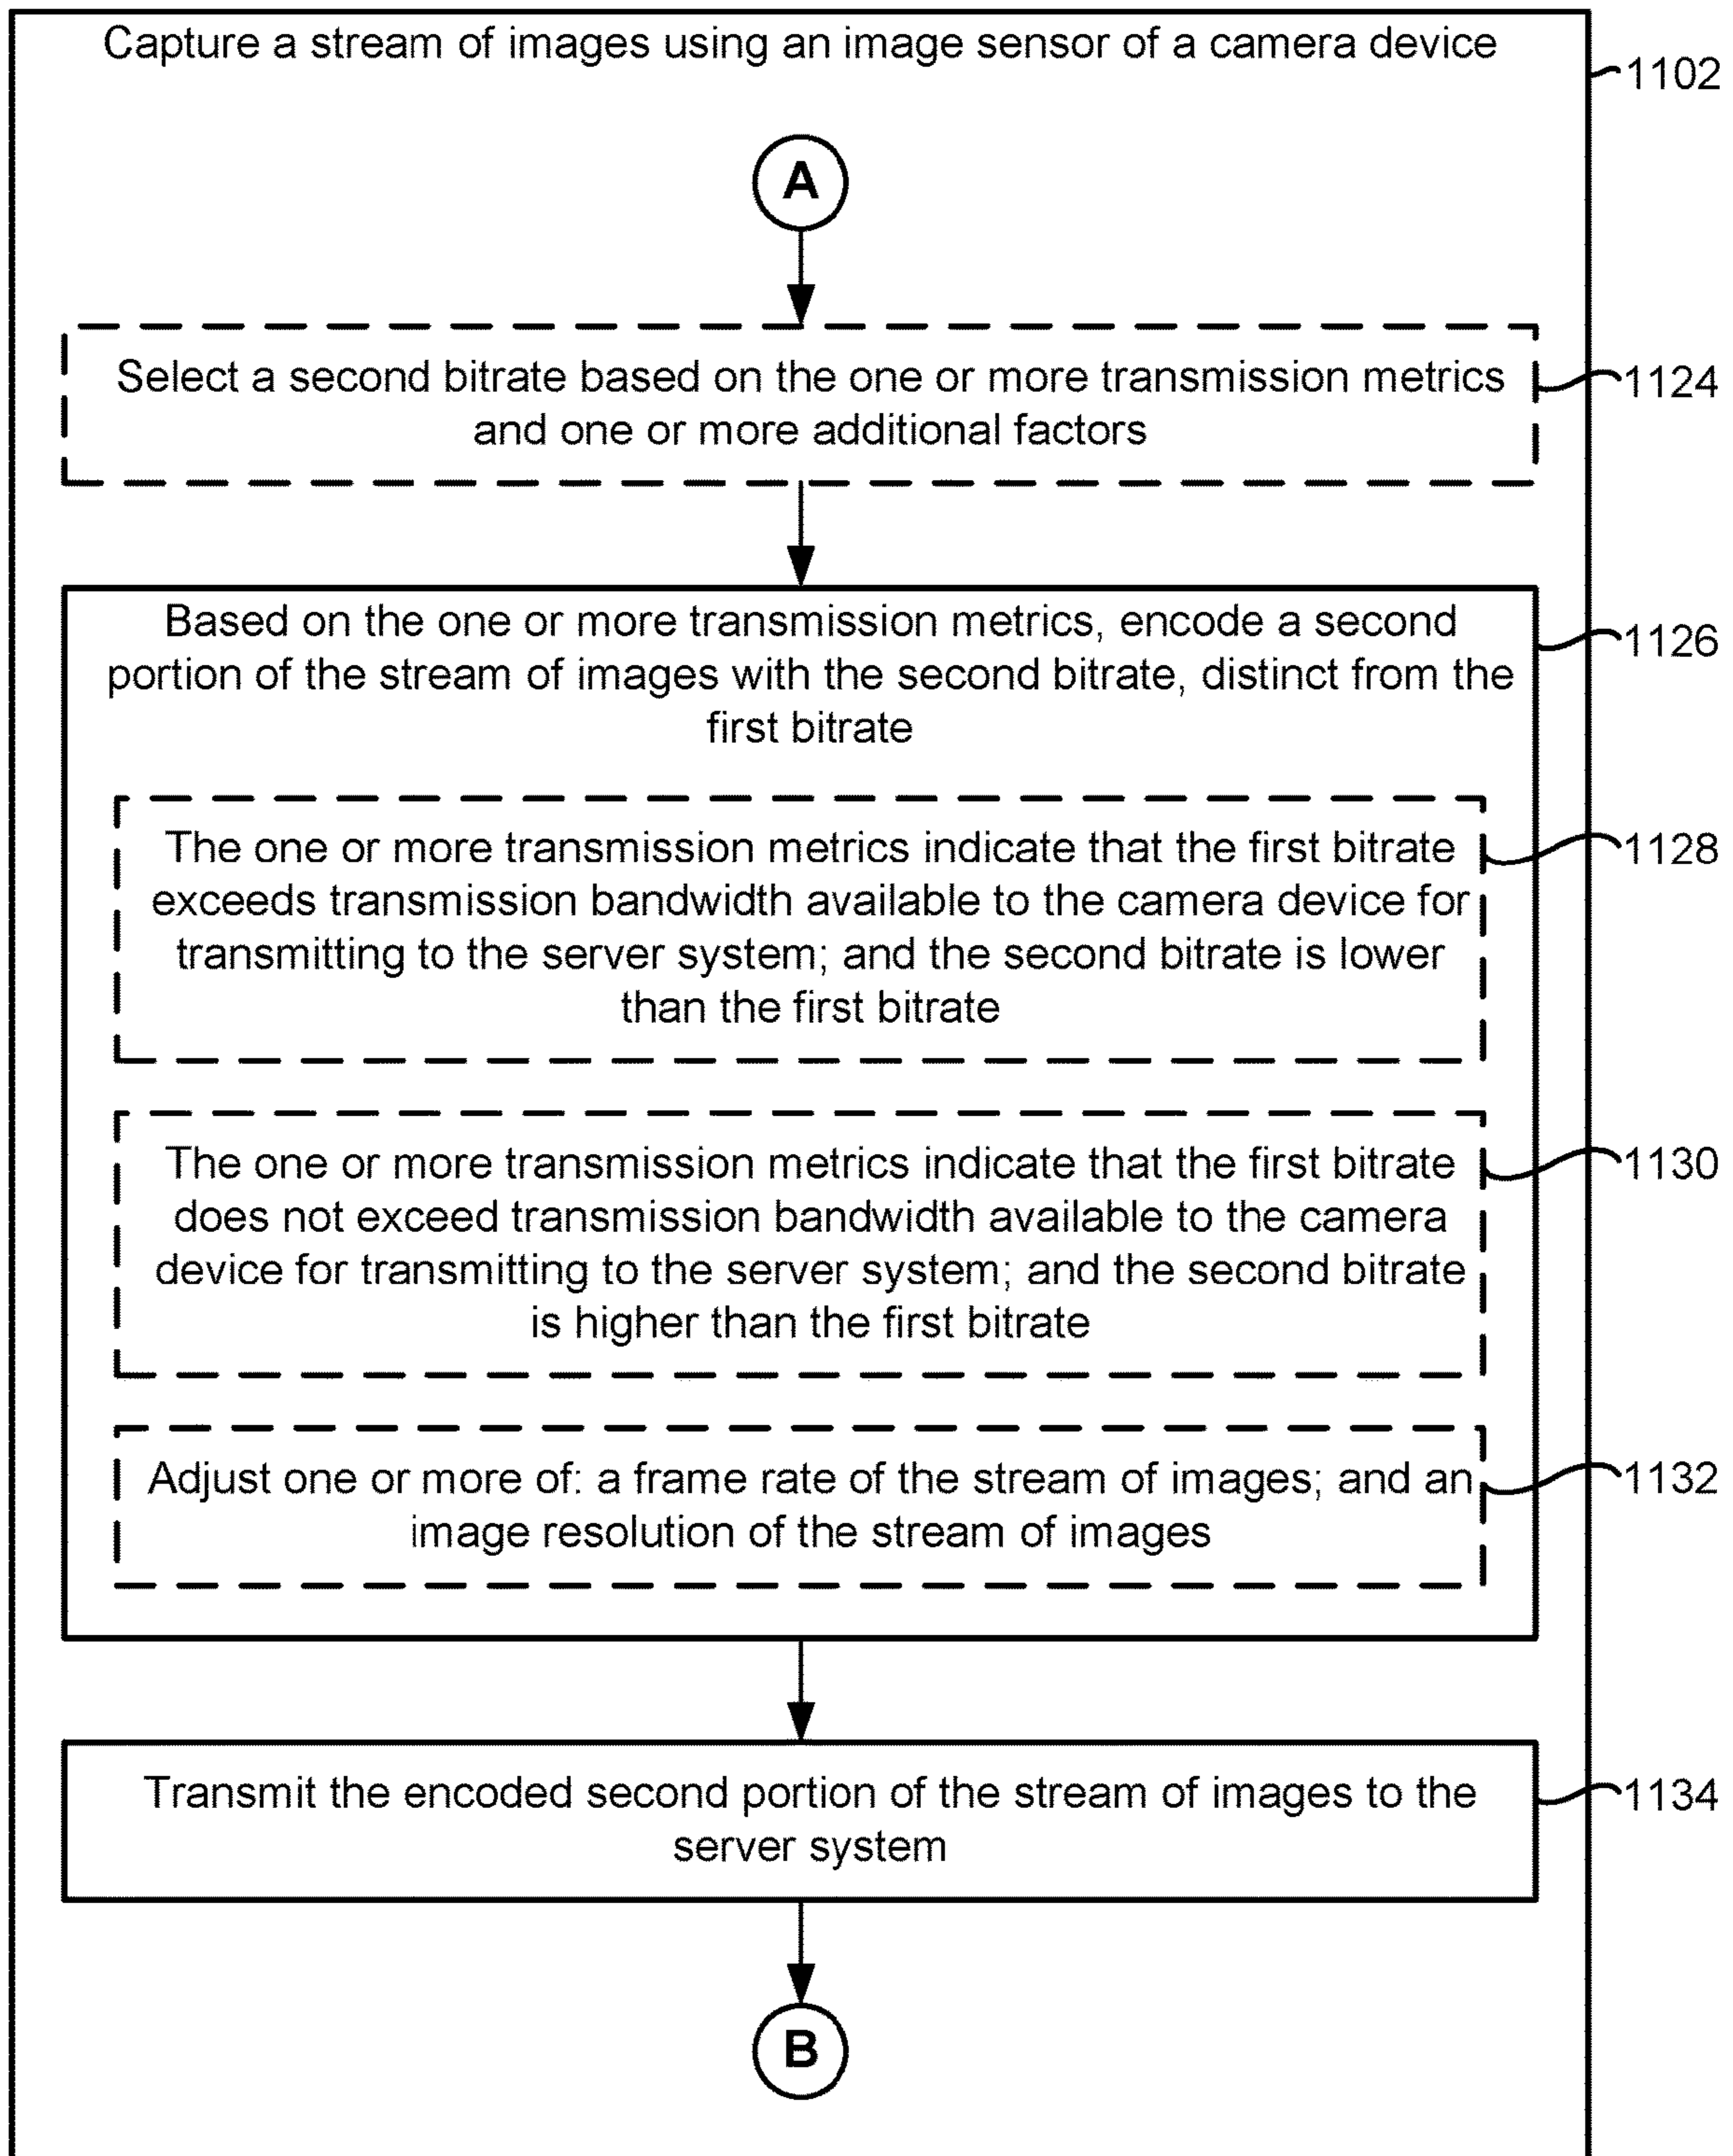 Capture a stream of images using an image sensor of a camera device
1102
A
Select a second bitrate based on the one or more transmission metrics
and one or more additional factors
1124
Based on the one or more transmission metrics, encode a second
portion of the stream of images with the second bitrate, distinct from the
first bitrate
1126
The one or more transmission metrics indicate that the first bitrate
exceeds transmission bandwidth available to the camera device for
transmitting to the server system; and the second bitrate is lower
than the first bitrate
1128
The one or more transmission metrics indicate that the first bitrate
does not exceed transmission bandwidth available to the camera
device for transmitting to the server system; and the second bitrate
is higher than the first bitrate
1130
Adjust one or more of: a frame rate of the stream of images; and an
image resolution of the stream of images
1132
Transmit the encoded second portion of the stream of images to the
server system
1134
B